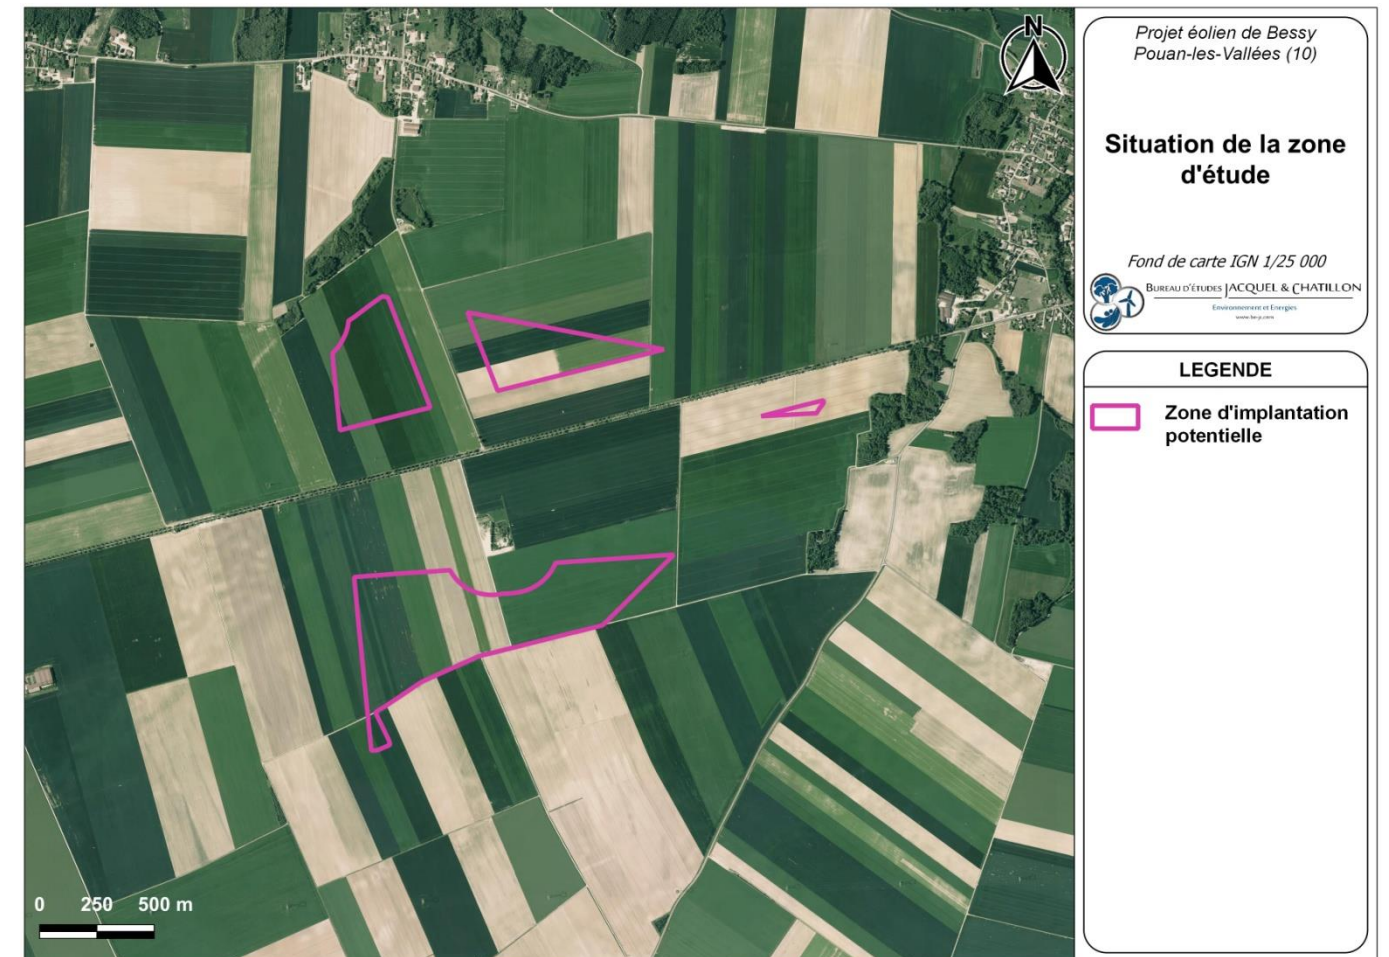 N
Projet éolien de Bessy
Pouan-les-Vallées (10)
Situation de la zone
d'étude
Fond de carte IGN 1/25 000
BUREAU D'ÉTUDES JACQUEL & CHATILLON
Environnement et Energies
LEGENDE
Zone d'implantation
potentielle
0 250 500 m